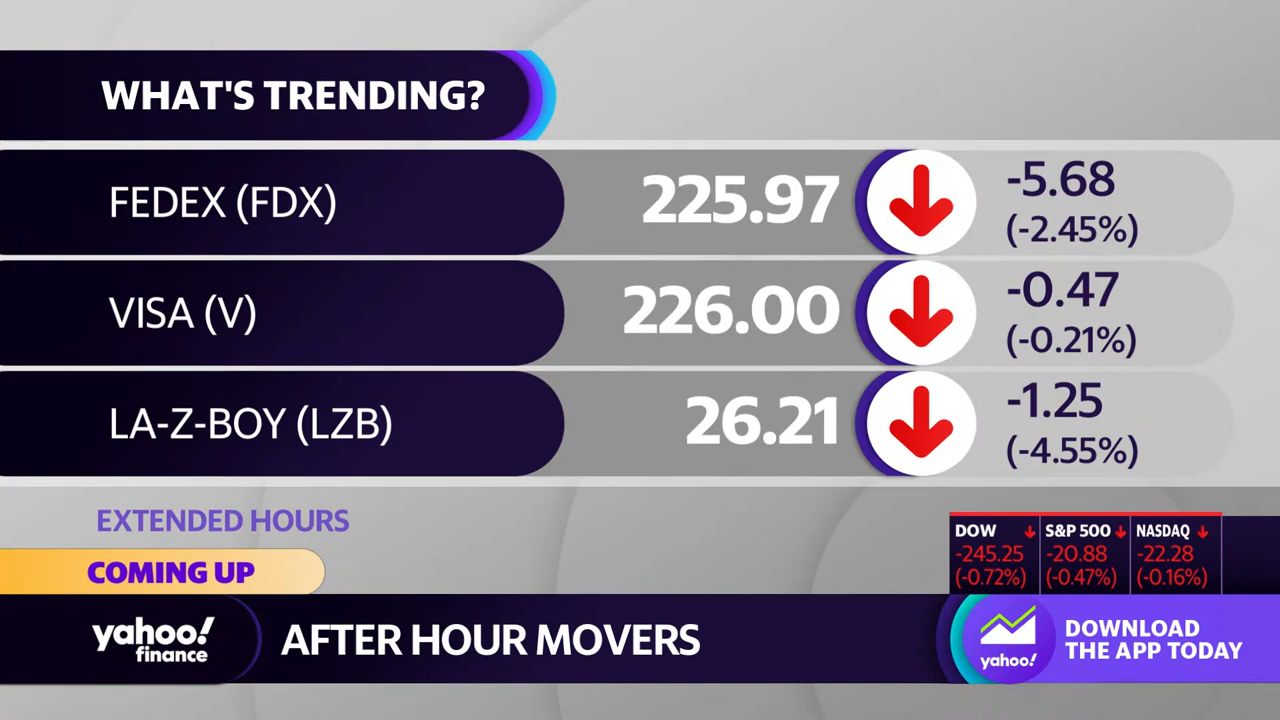 WHAT'S TRENDING?
FEDEX (FDX)
225.97
-5.68
(-2.45%)
VISA (V)
226.00
-0.47
(-0.21%)
LA-Z-BOY (LZB)
26.21
-1.25
(-4.55%)
EXTENDED HOURS
COMING UP
DOW
-245.25
(-0.72%)
S&P 500
-20.88
(-0.47%)
NASDAQ
-22.28
(-0.16%)
yahoo!
finance
AFTER HOUR MOVERS
yahoo!
DOWNLOAD
THE APP TODAY